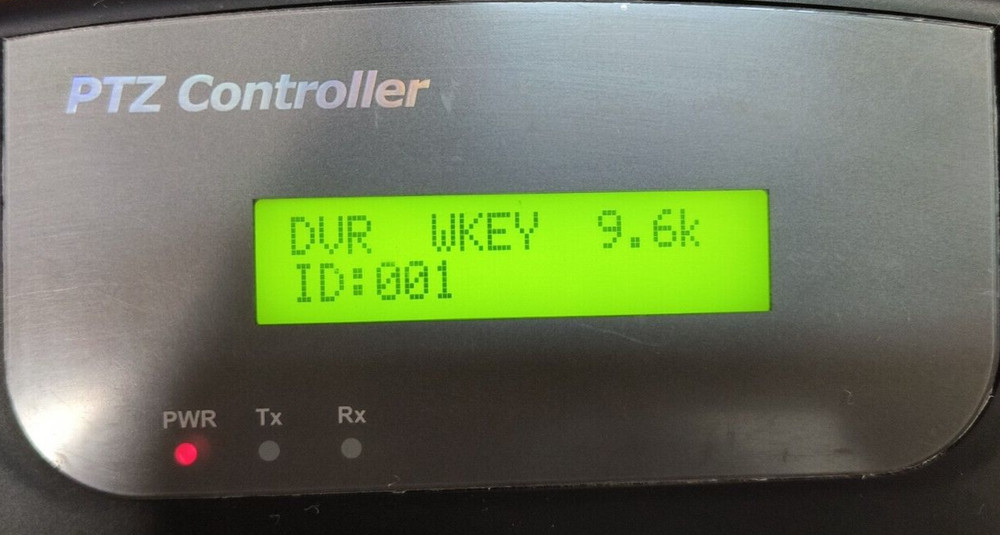 PTZ Controller
DVR WKEY 9.6k
ID:001
PWR Tx Rx